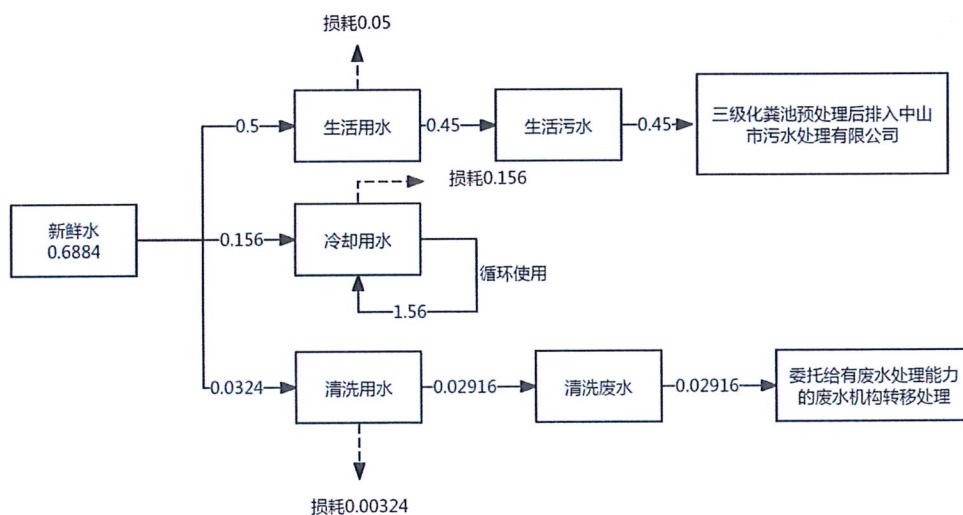 损耗0.05
0.5
生活用水
0.45
生活污水
0.45
三级化粪池预处理后排入中山
市污水处理有限公司
损耗0.156
新鲜水
0.6884
0.156
冷却用水
循环使用
1.56
0.0324
清洗用水
0.02916
清洗废水
0.02916
委托给有废水处理能力
的废水机构转移处理
损耗0.00324